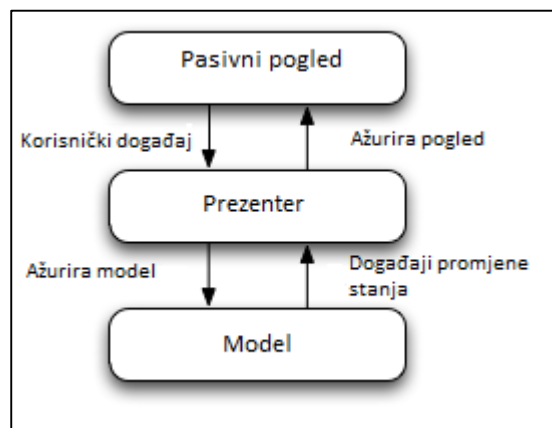 Pasivni pogled
Korisnički događaj
Ažurira pogled
Prezenter
Ažurira model
Događaji promjene
stanja
Model